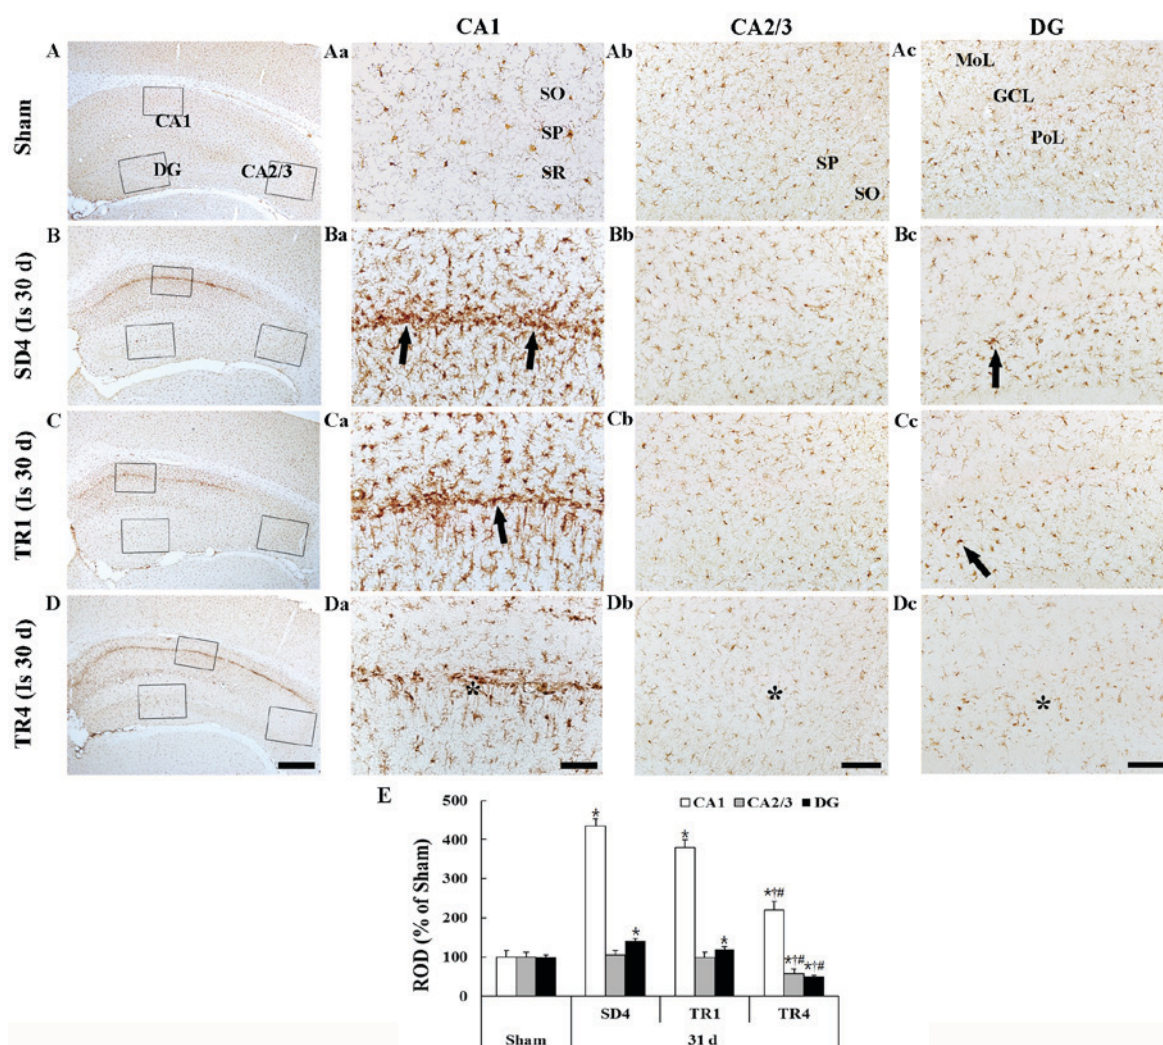 CA1 CA2/3 DG
A Aa Ab Ac
Sham
CA1
DG CA2/3
SO
SP
SR
SP
SO
MoL
GCL
PoL
B Ba Bb Bc
SD4 (Is 30 d)
C Ca Cb Cc
TR1 (Is 30 d)
D Da Db Dc
TR4 (Is 30 d)
*
*
*
E
ROD (% of Sham)
500
400
300
200
100
0
CA1 CA2/3 DG
* * * * *†# *†# *†#
SD4 TR1 TR4
Sham 31 d